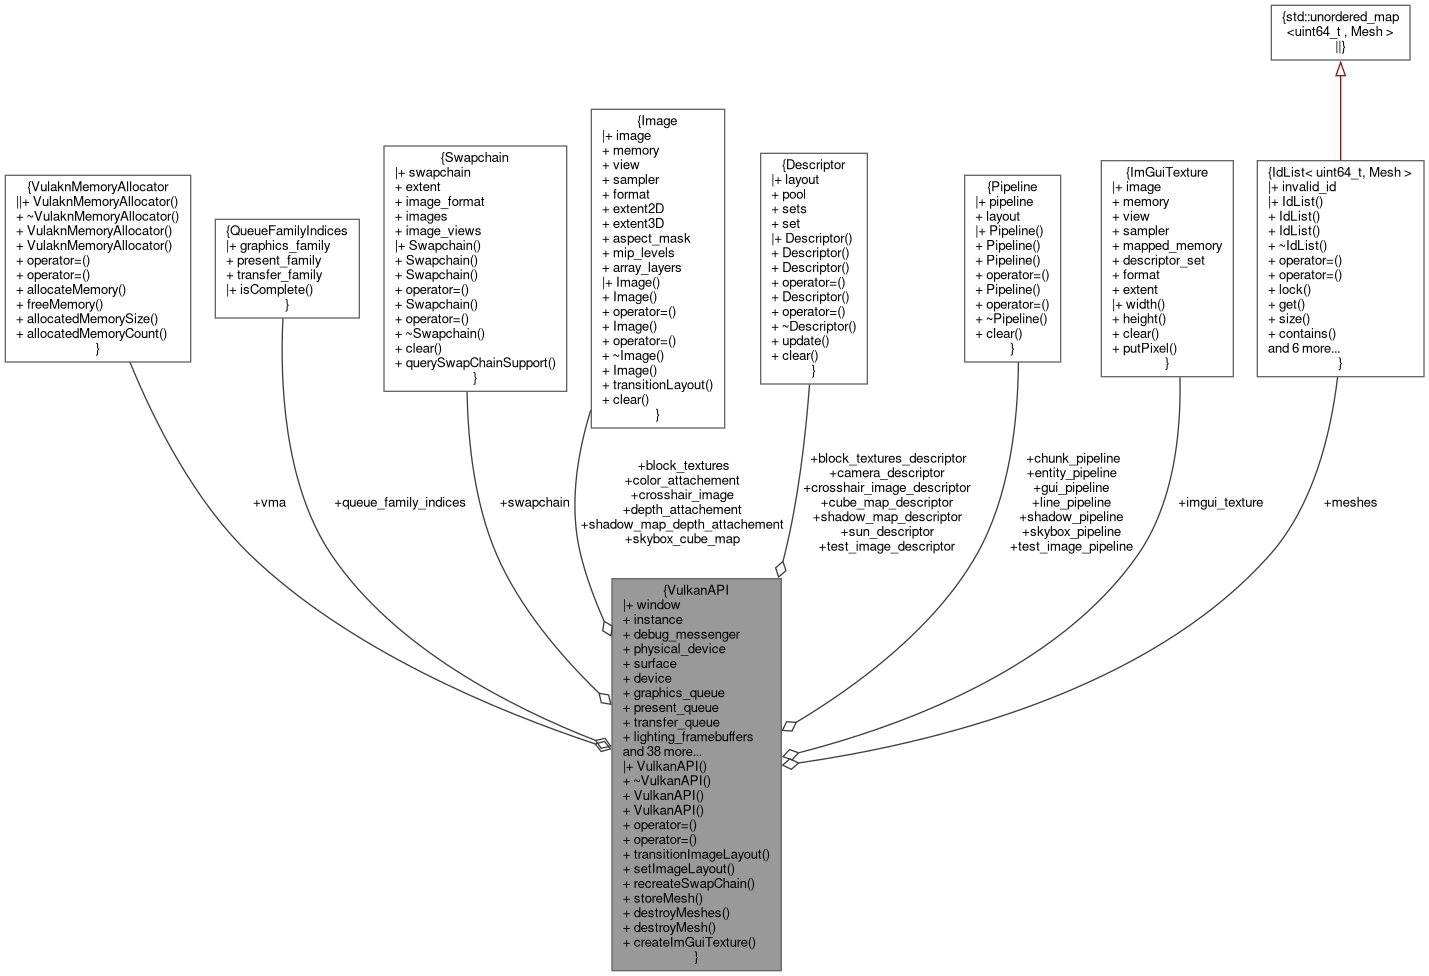 {std::unordered_map
<uint64_t , Mesh >
||}
{VulaknMemoryAllocator
||+ VulaknMemoryAllocator()
+ ~VulaknMemoryAllocator()
+ VulaknMemoryAllocator()
+ VulaknMemoryAllocator()
+ operator=()
+ operator=()
+ allocateMemory()
+ freeMemory()
+ allocatedMemorySize()
+ allocatedMemoryCount()
}
{QueueFamilyIndices
|+ graphics_family
+ present_family
+ transfer_family
|+ isComplete()
}
{Swapchain
|+ swapchain
+ extent
+ image_format
+ images
+ image_views
|+ Swapchain()
+ Swapchain()
+ Swapchain()
+ operator=()
+ Swapchain()
+ operator=()
+ ~Swapchain()
+ clear()
+ querySwapChainSupport()
}
{Image
|+ image
+ memory
+ view
+ sampler
+ format
+ extent2D
+ extent3D
+ aspect_mask
+ mip_levels
+ array_layers
|+ Image()
+ Image()
+ operator=()
+ Image()
+ operator=()
+ ~Image()
+ Image()
+ transitionLayout()
+ clear()
}
{Descriptor
|+ layout
+ pool
+ sets
+ set
|+ Descriptor()
+ Descriptor()
+ Descriptor()
+ operator=()
+ Descriptor()
+ operator=()
+ ~Descriptor()
+ update()
+ clear()
}
{Pipeline
|+ pipeline
+ layout
|+ Pipeline()
+ Pipeline()
+ Pipeline()
+ operator=()
+ Pipeline()
+ operator=()
+ ~Pipeline()
+ clear()
}
{ImGuiTexture
|+ image
+ memory
+ view
+ sampler
+ mapped_memory
+ descriptor_set
+ format
+ extent
|+ width()
+ height()
+ clear()
+ putPixel()
}
{IdList< uint64_t, Mesh >
|+ invalid_id
|+ IdList()
+ IdList()
+ IdList()
+ ~IdList()
+ operator=()
+ operator=()
+ lock()
+ get()
+ size()
+ contains()
and 6 more...
}
+vma
+queue_family_indices
+swapchain
+block_textures
+color_attachement
+crosshair_image
+depth_attachement
+shadow_map_depth_attachement
+skybox_cube_map
+block_textures_descriptor
+camera_descriptor
+crosshair_image_descriptor
+cube_map_descriptor
+shadow_map_descriptor
+sun_descriptor
+test_image_descriptor
+chunk_pipeline
+entity_pipeline
+gui_pipeline
+line_pipeline
+shadow_pipeline
+skybox_pipeline
+test_image_pipeline
+imgui_texture
+meshes
{VulkanAPI
|+ window
+ instance
+ debug_messenger
+ physical_device
+ surface
+ device
+ graphics_queue
+ present_queue
+ transfer_queue
+ lighting_framebuffers
and 38 more...
|+ VulkanAPI()
+ ~VulkanAPI()
+ VulkanAPI()
+ VulkanAPI()
+ operator=()
+ operator=()
+ transitionImageLayout()
+ setImageLayout()
+ recreateSwapChain()
+ storeMesh()
+ destroyMeshes()
+ destroyMesh()
+ createImGuiTexture()
}